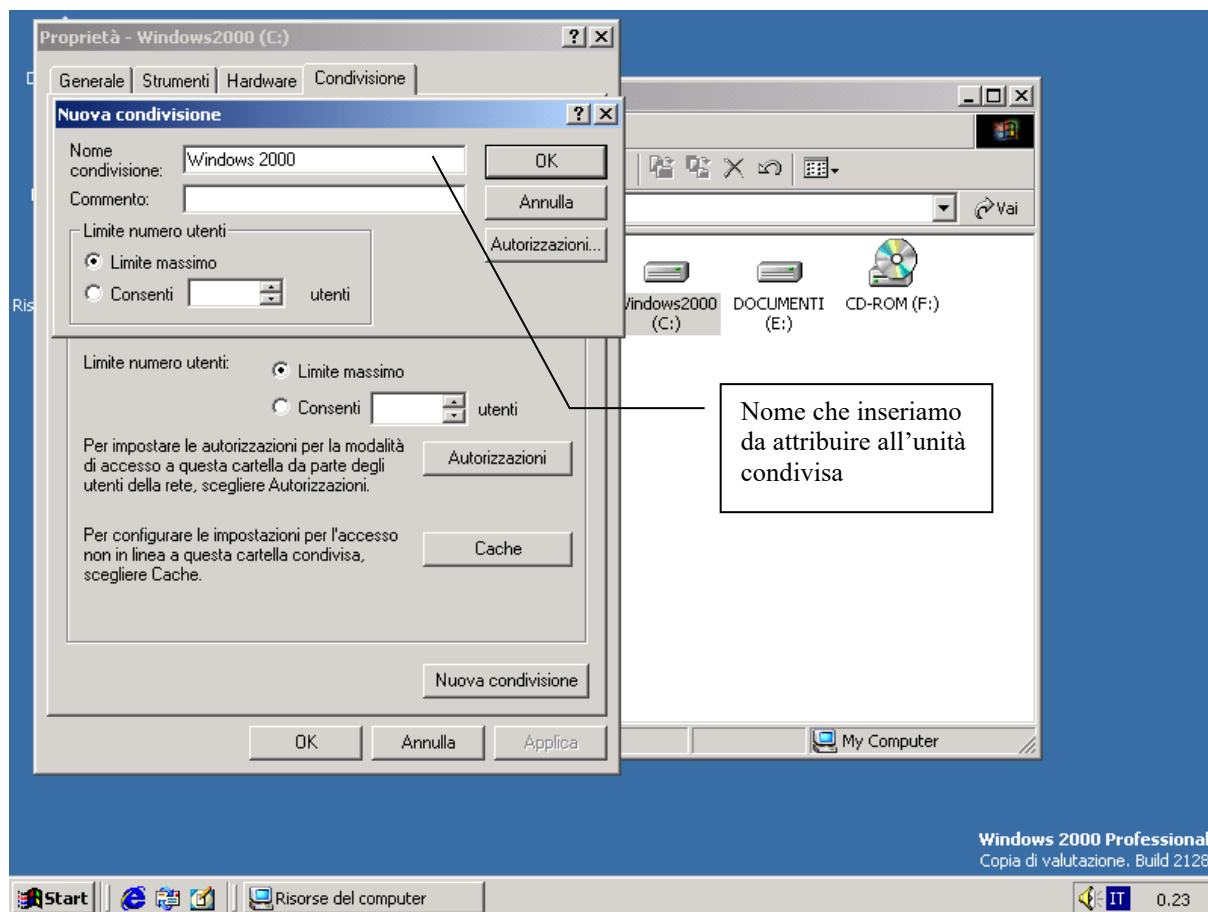 Proprietà - Windows2000 (C:)
Generale
Strumenti
Hardware
Condivisione
Nuova condivisione
Nome
condivisione:
Windows 2000
OK
Commento:
Annulla
Limite numero utenti
Autorizzazioni...
Limite massimo
Consenti
utenti
Limite numero utenti:
Limite massimo
Consenti
utenti
Per impostare le autorizzazioni per la modalità
di accesso a questa cartella da parte degli
utenti della rete, scegliere Autorizzazioni.
Autorizzazioni
Per configurare le impostazioni per l'accesso
non in linea a questa cartella condivisa,
scegliere Cache.
Cache
Nuova condivisione
OK
Annulla
Applica
Vai
(C:)
DOCUMENTI
(E:)
CD-ROM (F:)
Nome che inseriamo
da attribuire all’unità
condivisa
My Computer
Ris
Windows 2000 Professional
Copia di valutazione. Build 2128
Start
Risorse del computer
IT
0.23